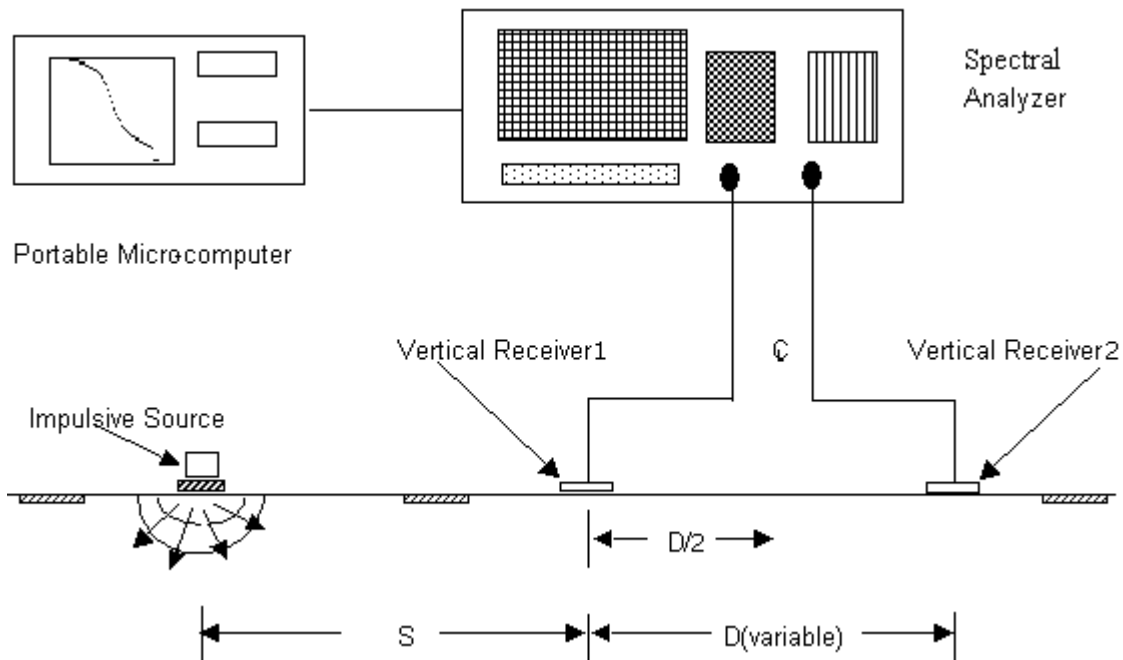 Spectral
Analyzer
Portable Microcomputer
Vertical Receiver1
℄
Vertical Receiver2
Impulsive Source
D/2
S
D(variable)